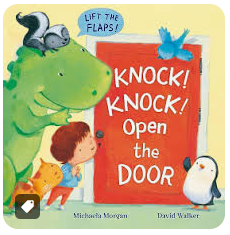 LIFT THE
FLAPS!
KNOCK!
KNOCK!
Open
the
DOOR
Michaela Morgan David Walker